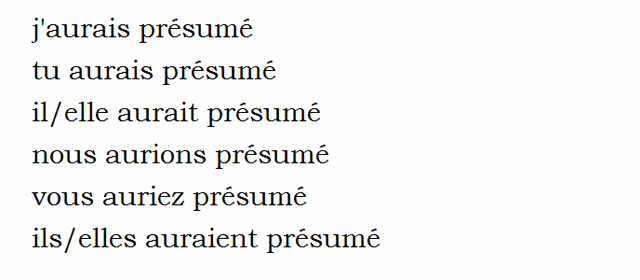 j'aurais présumé
tu aurais présumé
il/elle aurait présumé
nous aurions présumé
vous auriez présumé
ils/elles auraient présumé